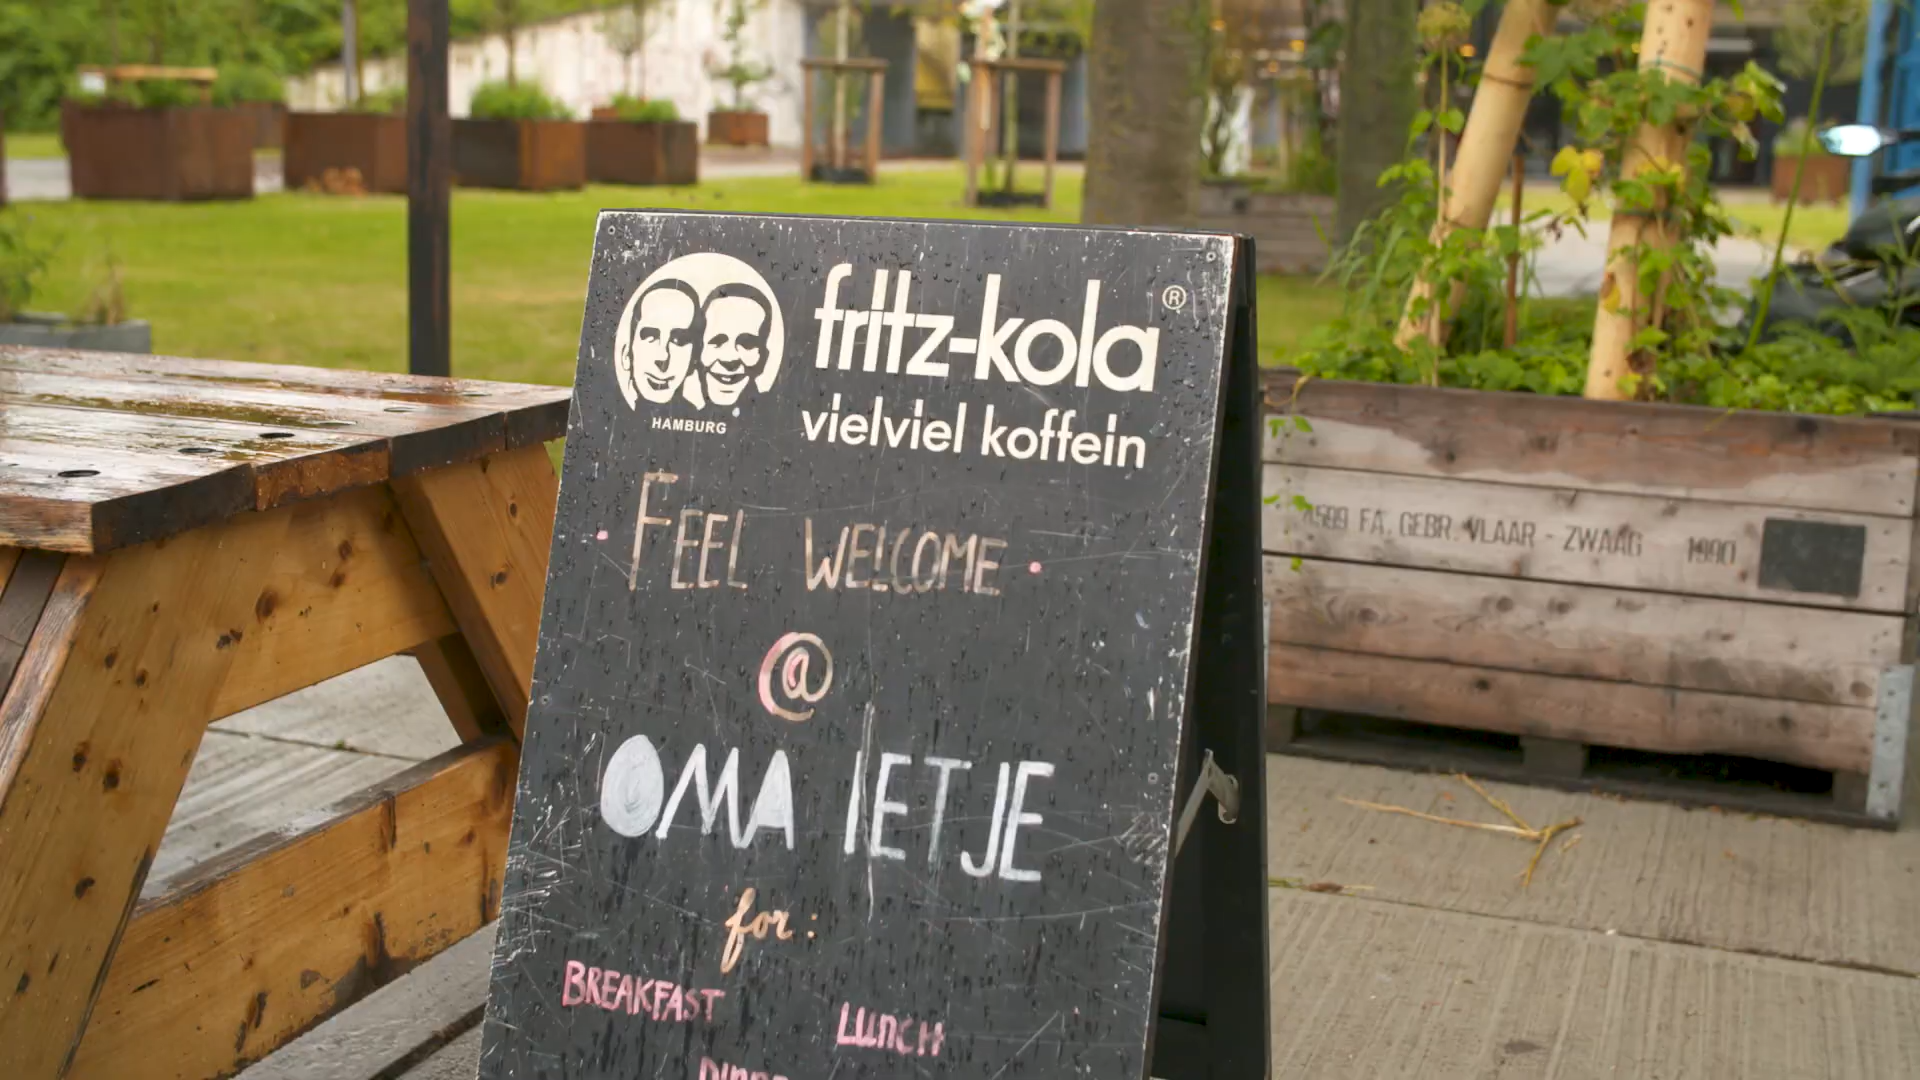 fritz-kola ®
HAMBURG
vielviel koffein
FEEL WELCOME
@
OMA IETJE
for:
BREAKFAST
LUNCH
FA. GEBR. VLAAR - ZWAAG 1990